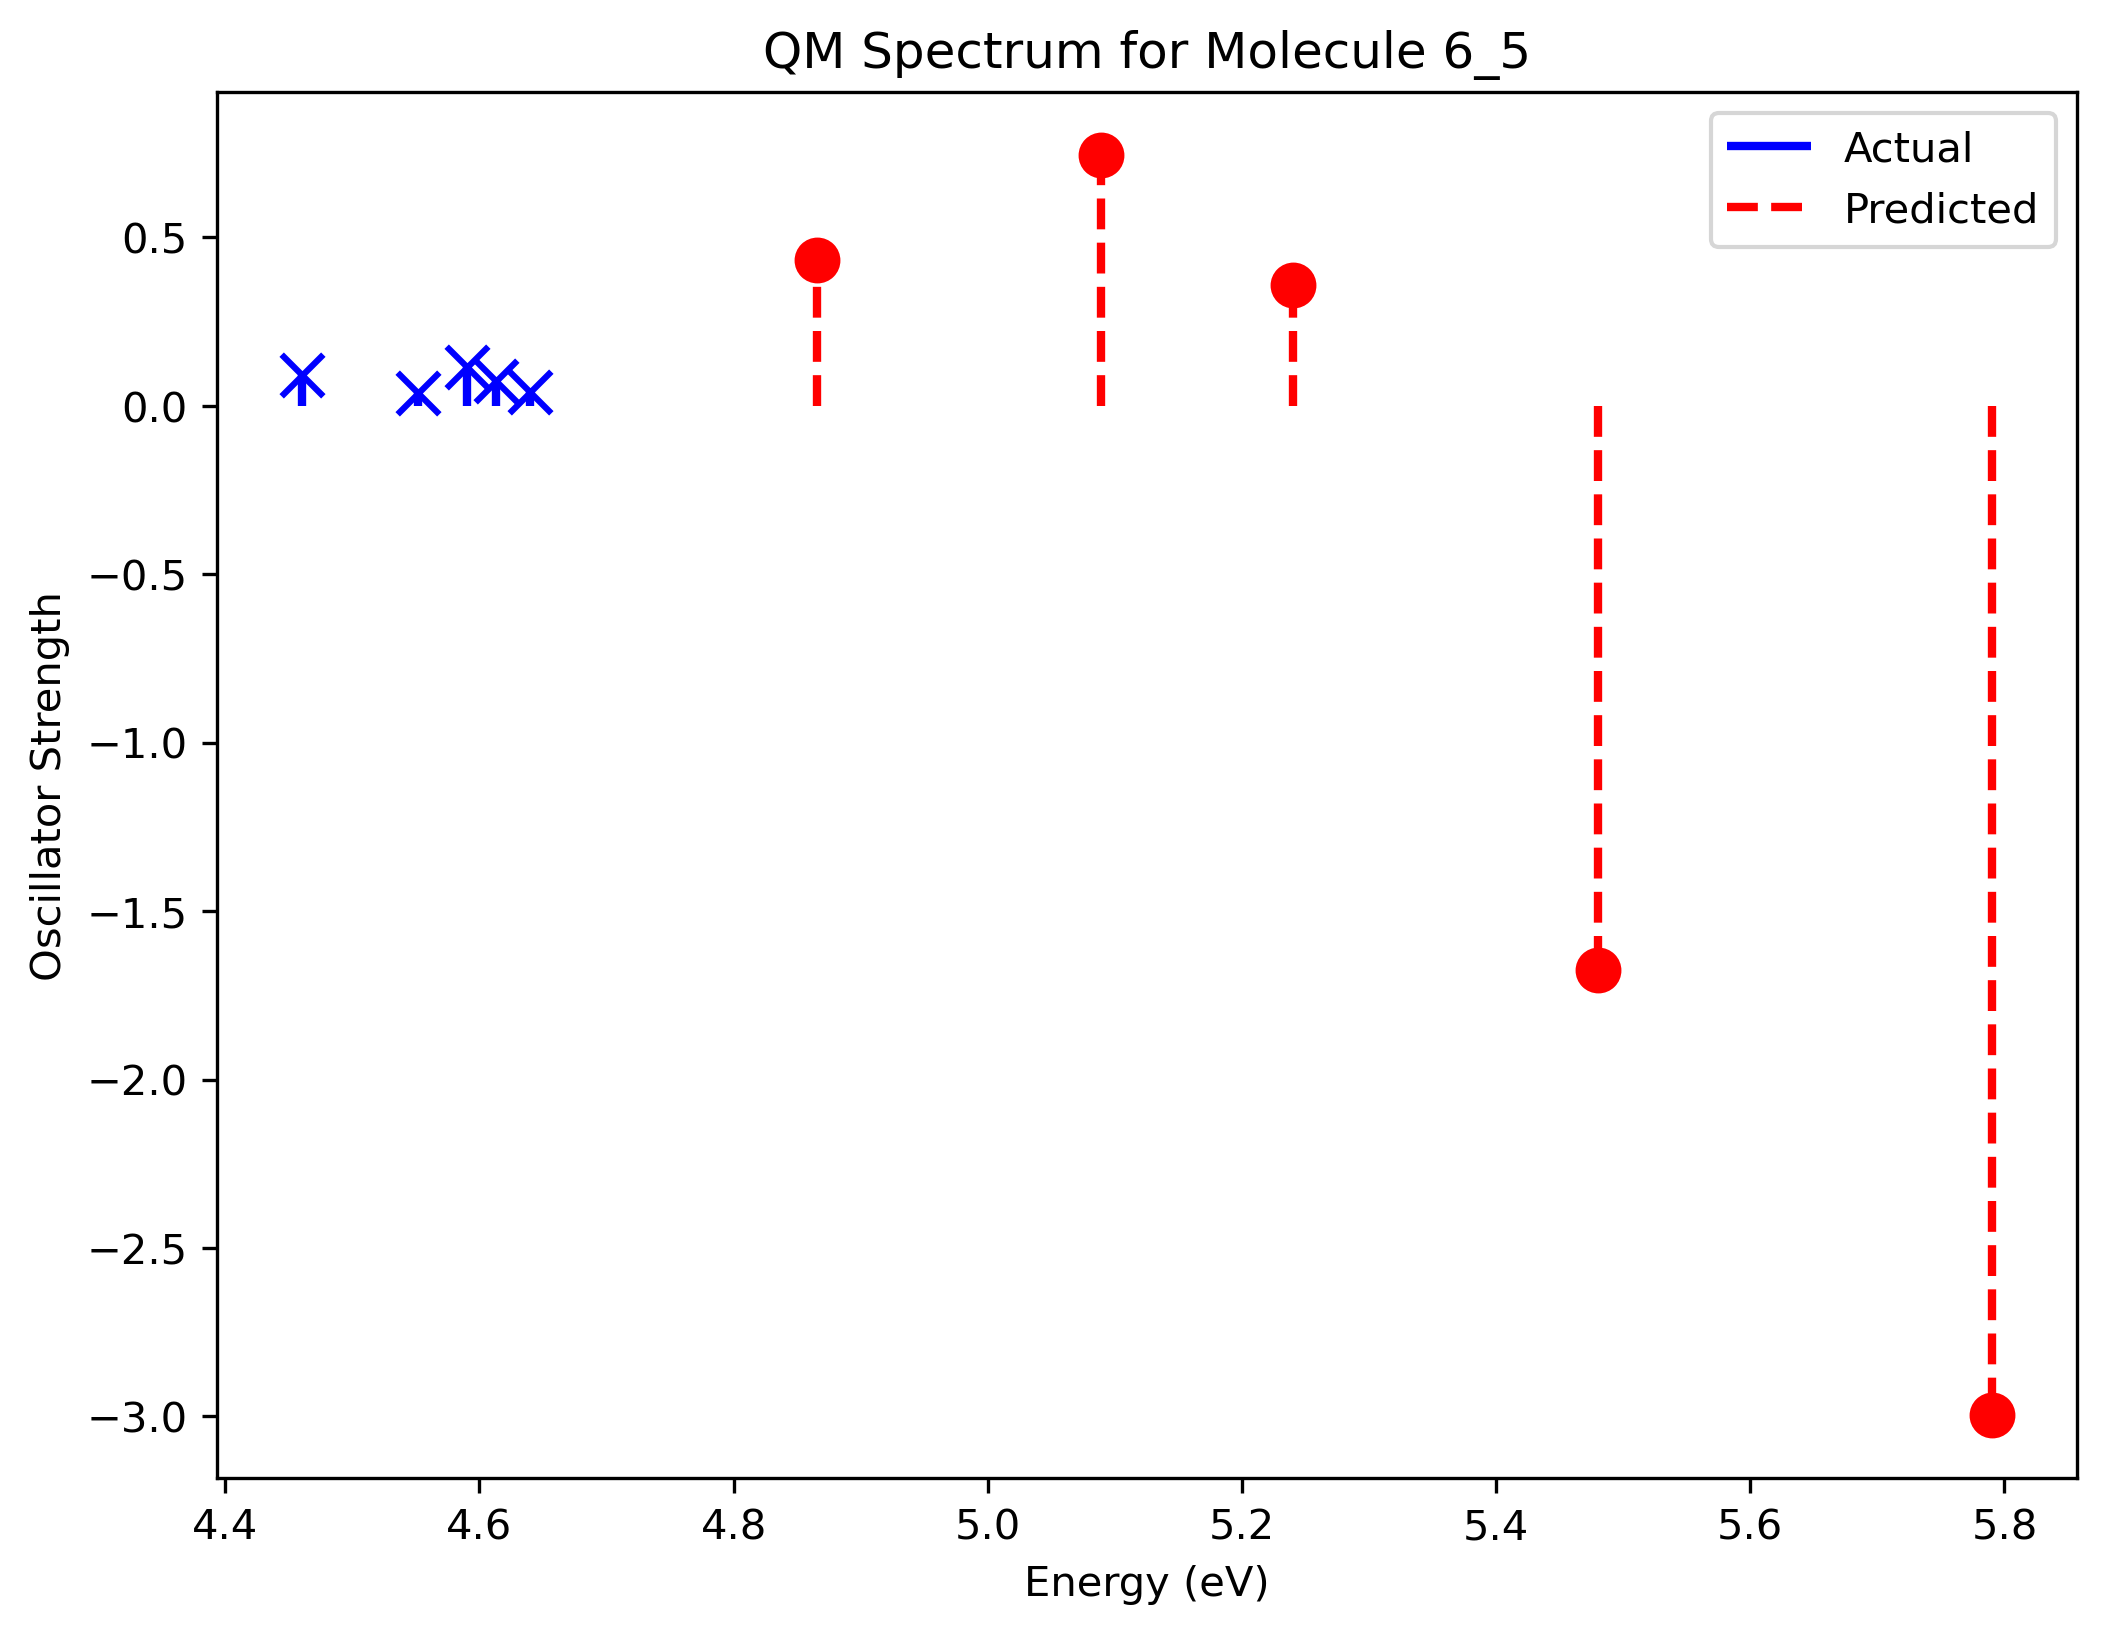 QM Spectrum for Molecule 6_5
Actual
Predicted
0.5
0.0
−0.5
−1.0
−1.5
−2.0
−2.5
−3.0
Oscillator Strength
4.4 4.6 4.8 5.0 5.2 5.4 5.6 5.8
Energy (eV)